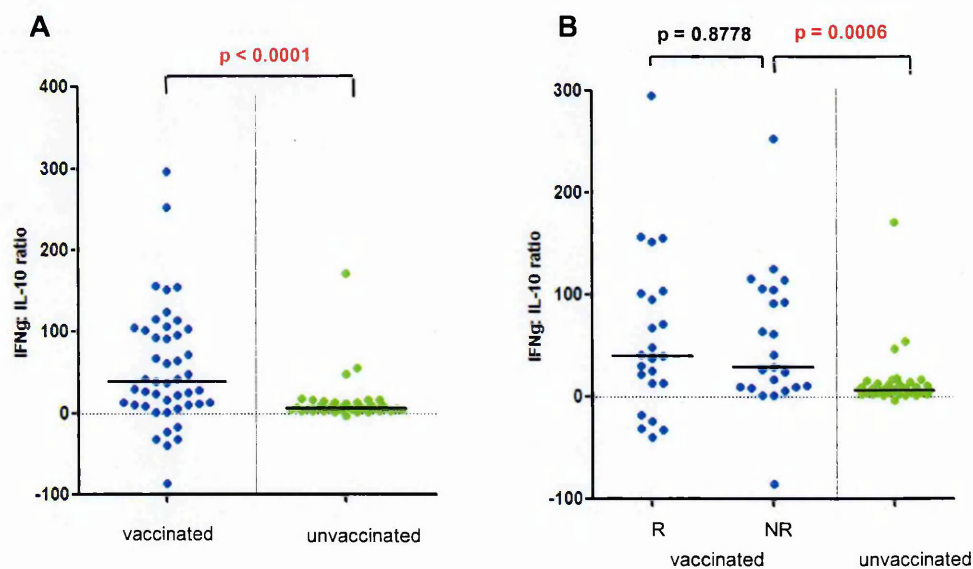 A
p < 0.0001
400
300
200
100
0
-100
IFNg: IL-10 ratio
vaccinated
unvaccinated
B
p = 0.8778
p = 0.0006
300
200
100
0
-100
IFNg: IL-10 ratio
R
NR
vaccinated
unvaccinated